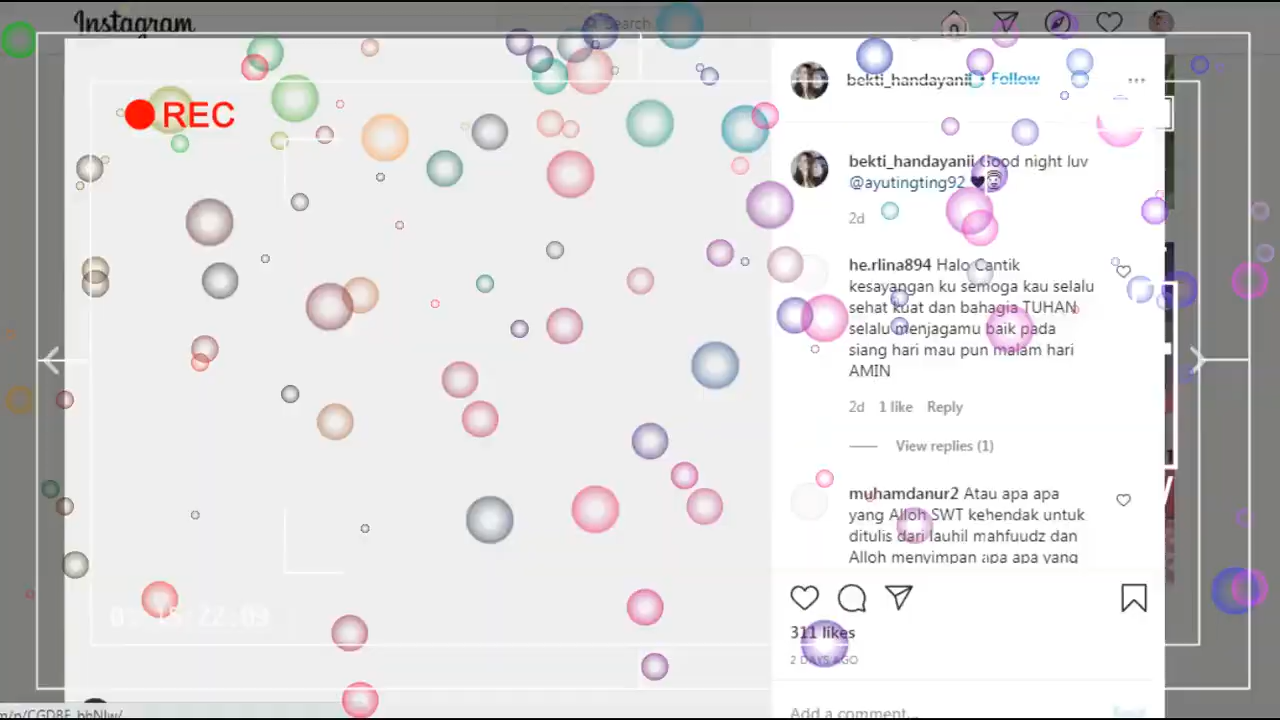 Instagram
Search
REC
bekti_handayanii • Follow
bekti_handayanii Good night luv
@ayutingting92
2d
he.rlina894 Halo Cantik
kesayangan ku semoga kau selalu
sehat kuat dan bahagia TUHAN
selalu menjagamu baik pada
siang hari mau pun malam hari
AMIN
2d 1 like Reply
View replies (1)
muhamdanur2 Atau apa apa
yang Alloh SWT kehendak untuk
ditulis dari lauhil mahfuudz dan
Alloh menyimpan apa apa yang
311 likes
2 DAYS AGO
Add a comment...
Post